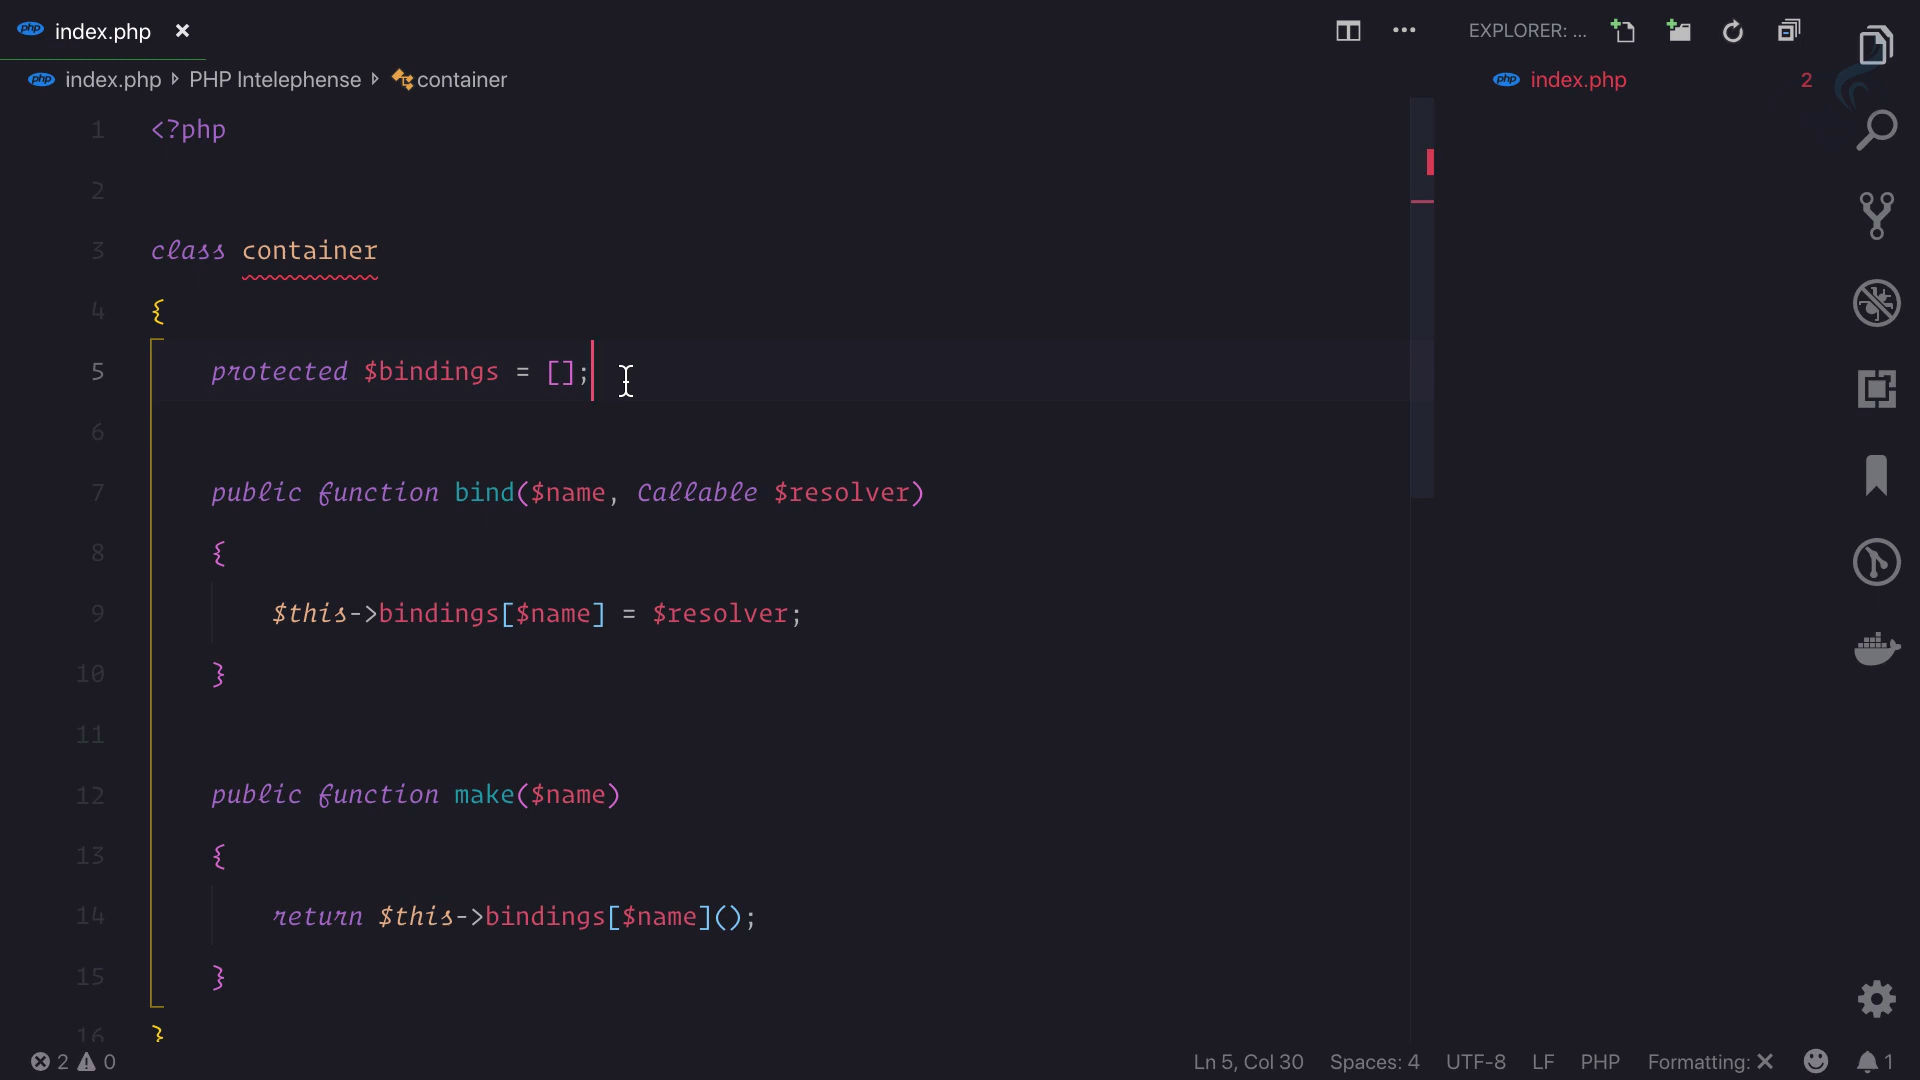 php index.php ×
EXPLORER: ...
php index.php PHP Intelephense container
php index.php 2
1 <?php
2
3 class container
4 {
5 protected $bindings = [];
6
7 public function bind($name, Callable $resolver)
8 {
9 $this->bindings[$name] = $resolver;
10 }
11
12 public function make($name)
13 {
14 return $this->bindings[$name]();
15 }
16 }
2 0
Ln 5, Col 30 Spaces: 4 UTF-8 LF PHP Formatting: × 1